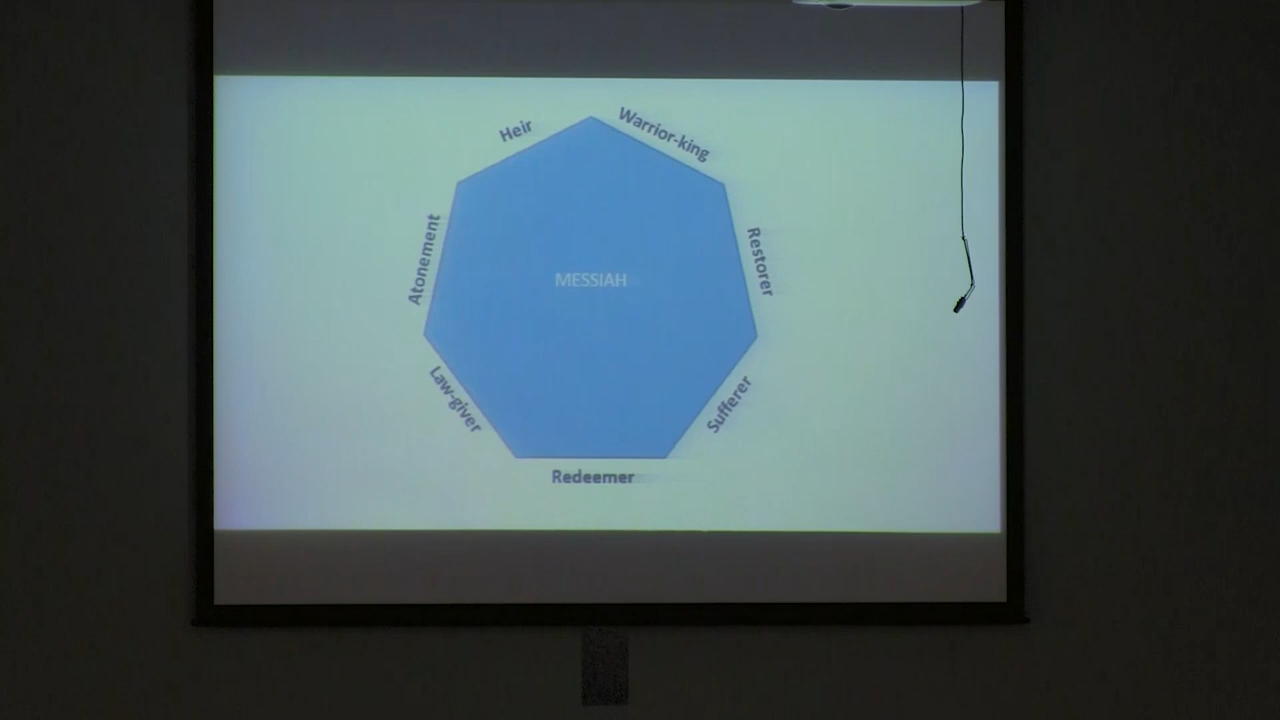 Heir
Warrior-king
Atonement
Restorer
MESSIAH
Law-giver
Sufferer
Redeemer